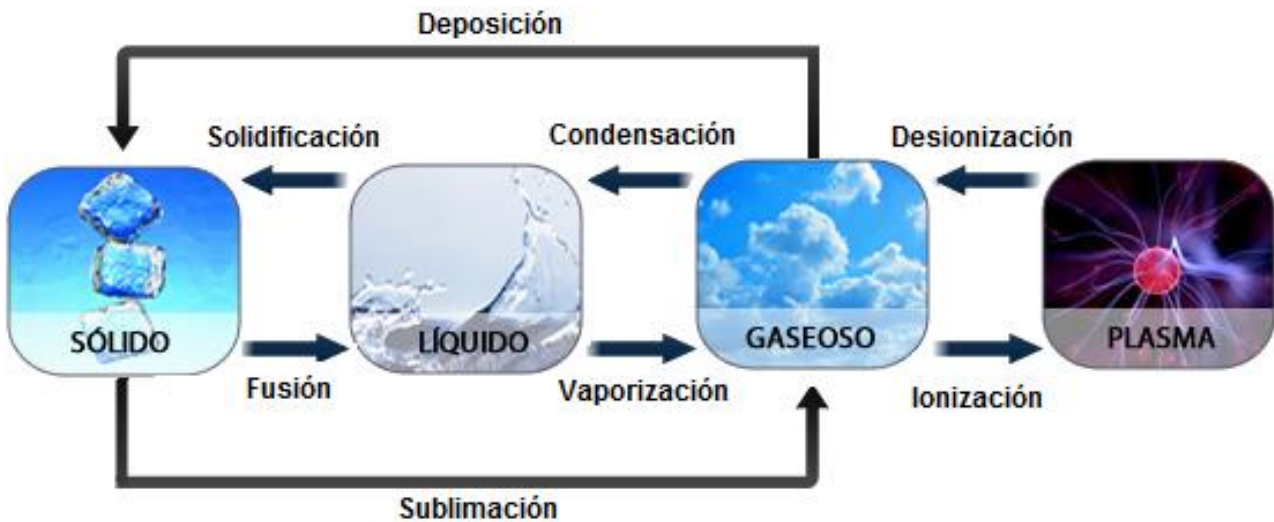 Deposición
Solidificación
Condensación
Desionización
SÓLIDO
LÍQUIDO
GASEOSO
PLASMA
Fusión
Vaporización
Ionización
Sublimación